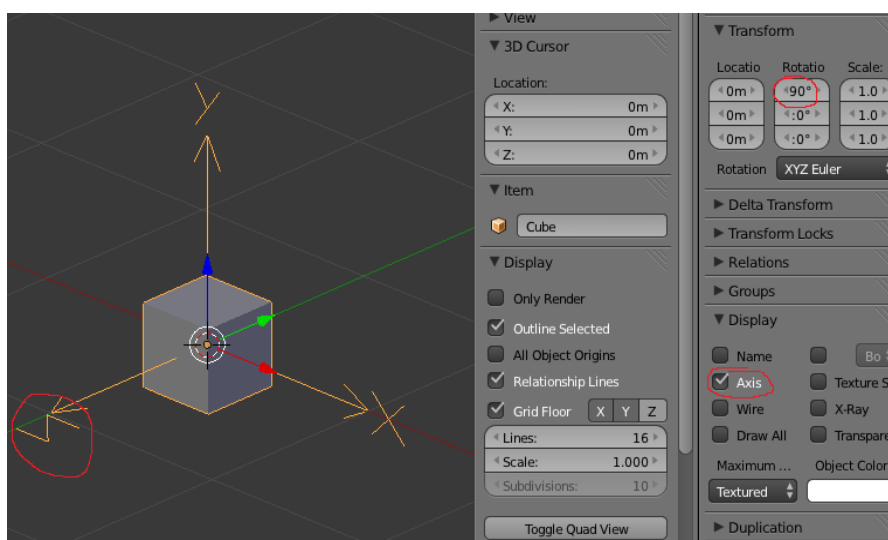 y
X
Z
View
3D Cursor
Location:
X: 0m
Y: 0m
Z: 0m
Item
Cube
Display
Only Render
Outline Selected
All Object Origins
Relationship Lines
Grid Floor X Y Z
Lines: 16
Scale: 1.000
Subdivisions: 10
Toggle Quad View
Transform
Locatio Rotatio Scale:
0m 90° 1.0
0m :0° 1.0
0m :0° 1.0
Rotation XYZ Euler
Delta Transform
Transform Locks
Relations
Groups
Display
Name Bo
Axis Texture S
Wire X-Ray
Draw All Transpare
Maximum ... Object Color
Textured
Duplication